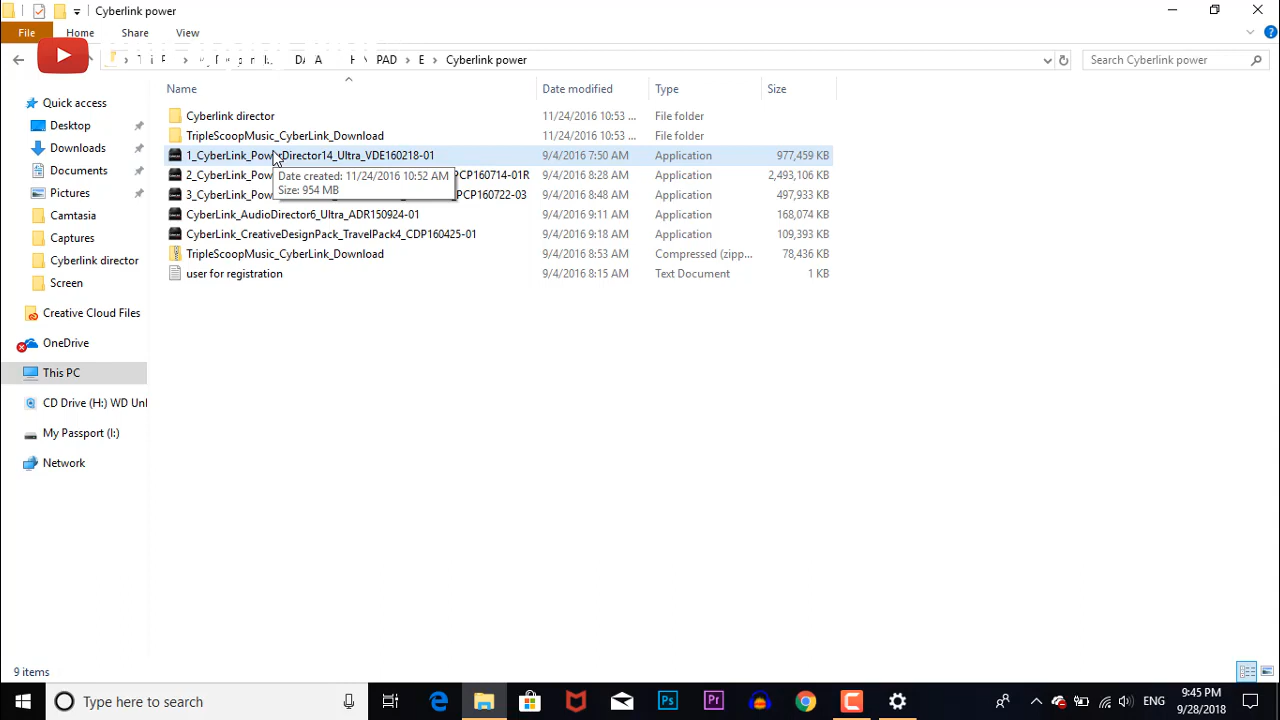 Cyberlink power
File Home Share View
PAD E Cyberlink power Search Cyberlink power
Name Date modified Type Size
Quick access
Desktop
Downloads
Documents
Pictures
Camtasia
Captures
Cyberlink director
Screen
Creative Cloud Files
OneDrive
This PC
CD Drive (H:) WD Unl
My Passport (I:)
Network
Cyberlink director 11/24/2016 10:53 ... File folder
TripleScoopMusic_CyberLink_Download 11/24/2016 10:53 ... File folder
1_CyberLink_PowerDirector14_Ultra_VDE160218-01 9/4/2016 7:50 AM Application 977,459 KB
2_CyberLink_Pow PCP160714-01R 9/4/2016 8:28 AM Application 2,493,106 KB
3_CyberLink_Pow PCP160722-03 9/4/2016 8:48 AM Application 497,933 KB
CyberLink_AudioDirector6_Ultra_ADR150924-01 9/4/2016 9:11 AM Application 168,074 KB
CyberLink_CreativeDesignPack_TravelPack4_CDP160425-01 9/4/2016 9:18 AM Application 109,393 KB
TripleScoopMusic_CyberLink_Download 9/4/2016 8:53 AM Compressed (zipp... 78,436 KB
user for registration 9/4/2016 8:15 AM Text Document 1 KB
Date created: 11/24/2016 10:52 AM
Size: 954 MB
9 items
Type here to search
Ps Pr
ENG
9:45 PM
9/28/2018